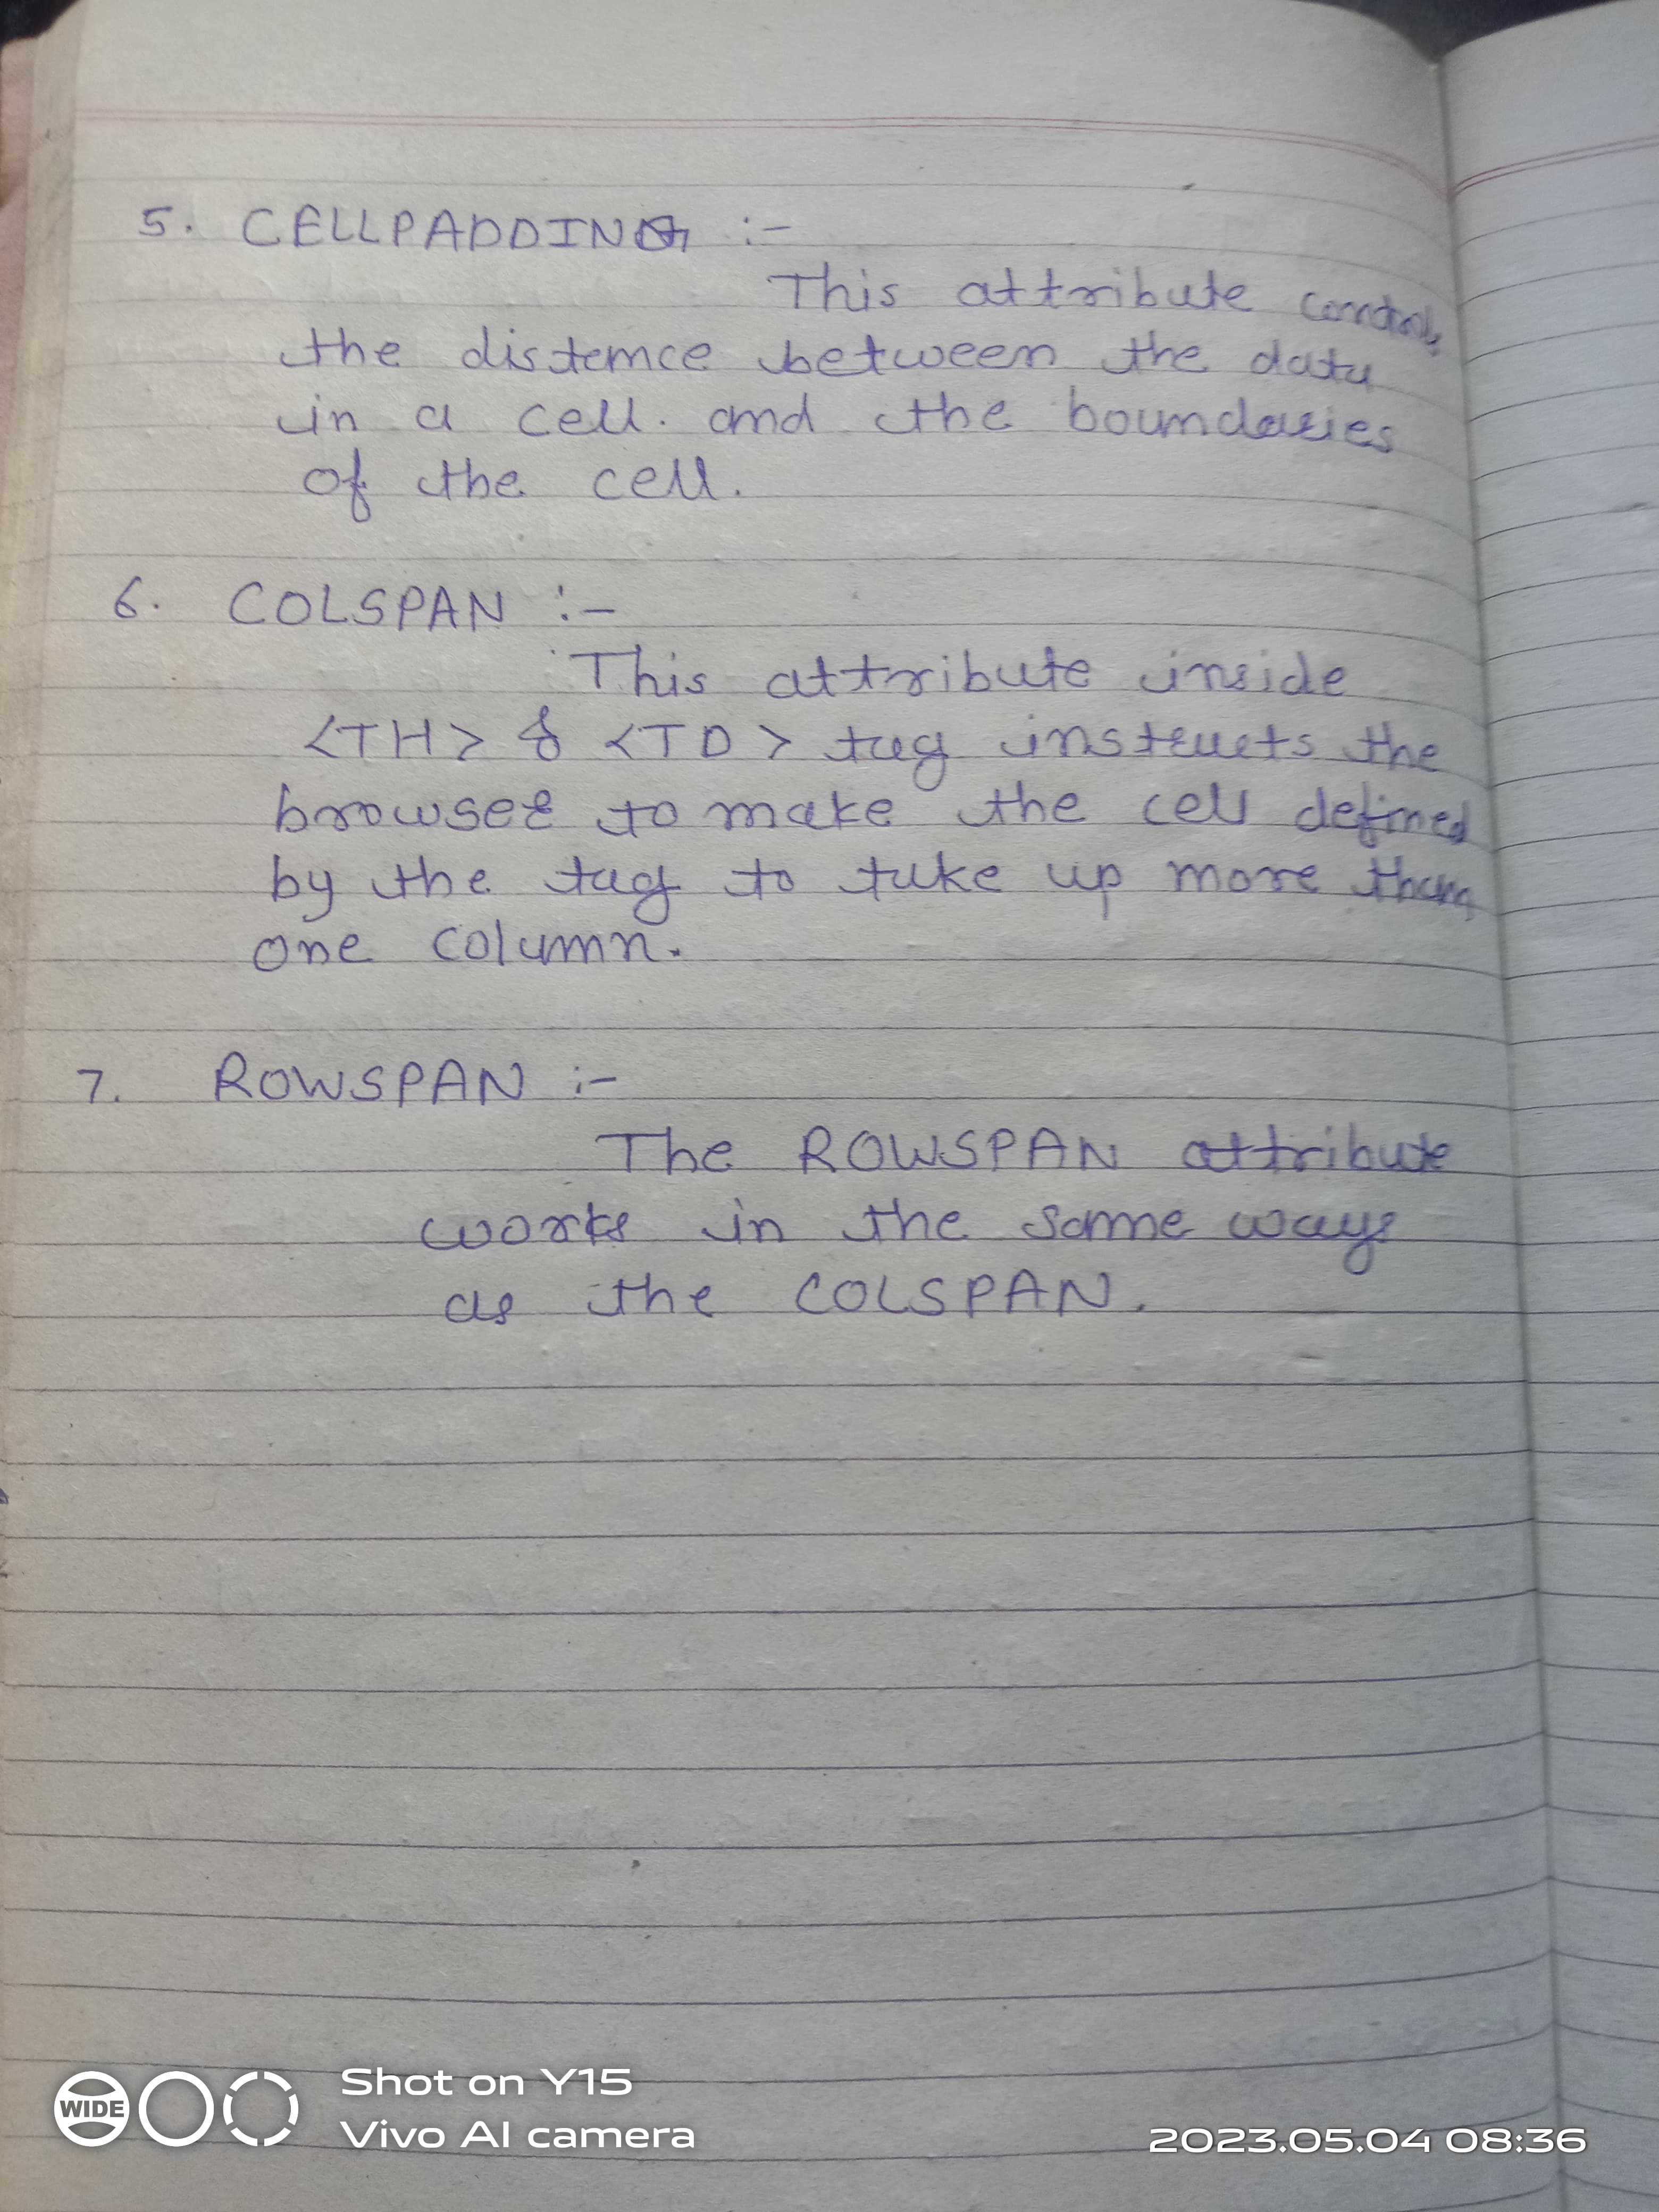 5. CELLPADDING :-
This attribute controls
the distance between the data
in a cell. and the boundaries
of the cell.
6. COLSPAN :-
This attribute inside
<TH> & <TD> tag instructs the
browser to make the cell defined
by the tag to take up more than
one column.
7. ROWSPAN :-
The ROWSPAN attribute
works in the same ways
as the COLSPAN.
WIDE
Shot on Y15
Vivo AI camera
2023.05.04 08:36